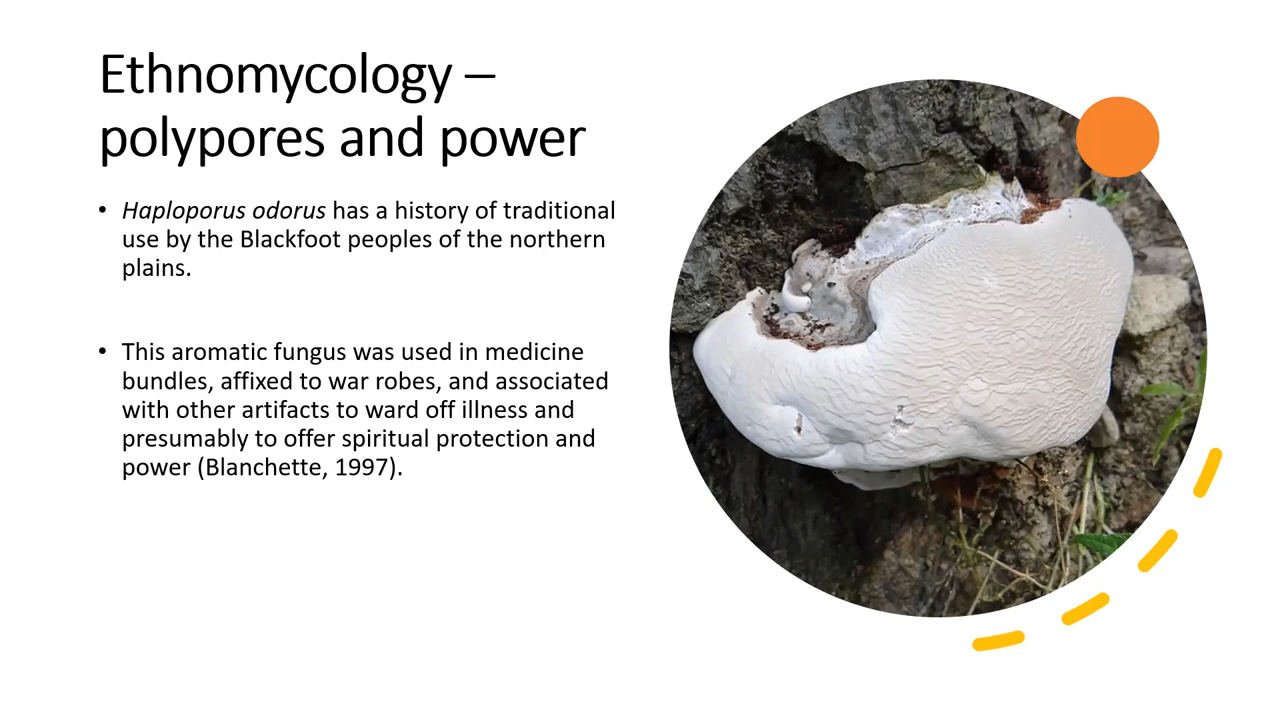 Ethnomycology –
polypores and power
• Haploporus odorus has a history of traditional
use by the Blackfoot peoples of the northern
plains.
• This aromatic fungus was used in medicine
bundles, affixed to war robes, and associated
with other artifacts to ward off illness and
presumably to offer spiritual protection and
power (Blanchette, 1997).